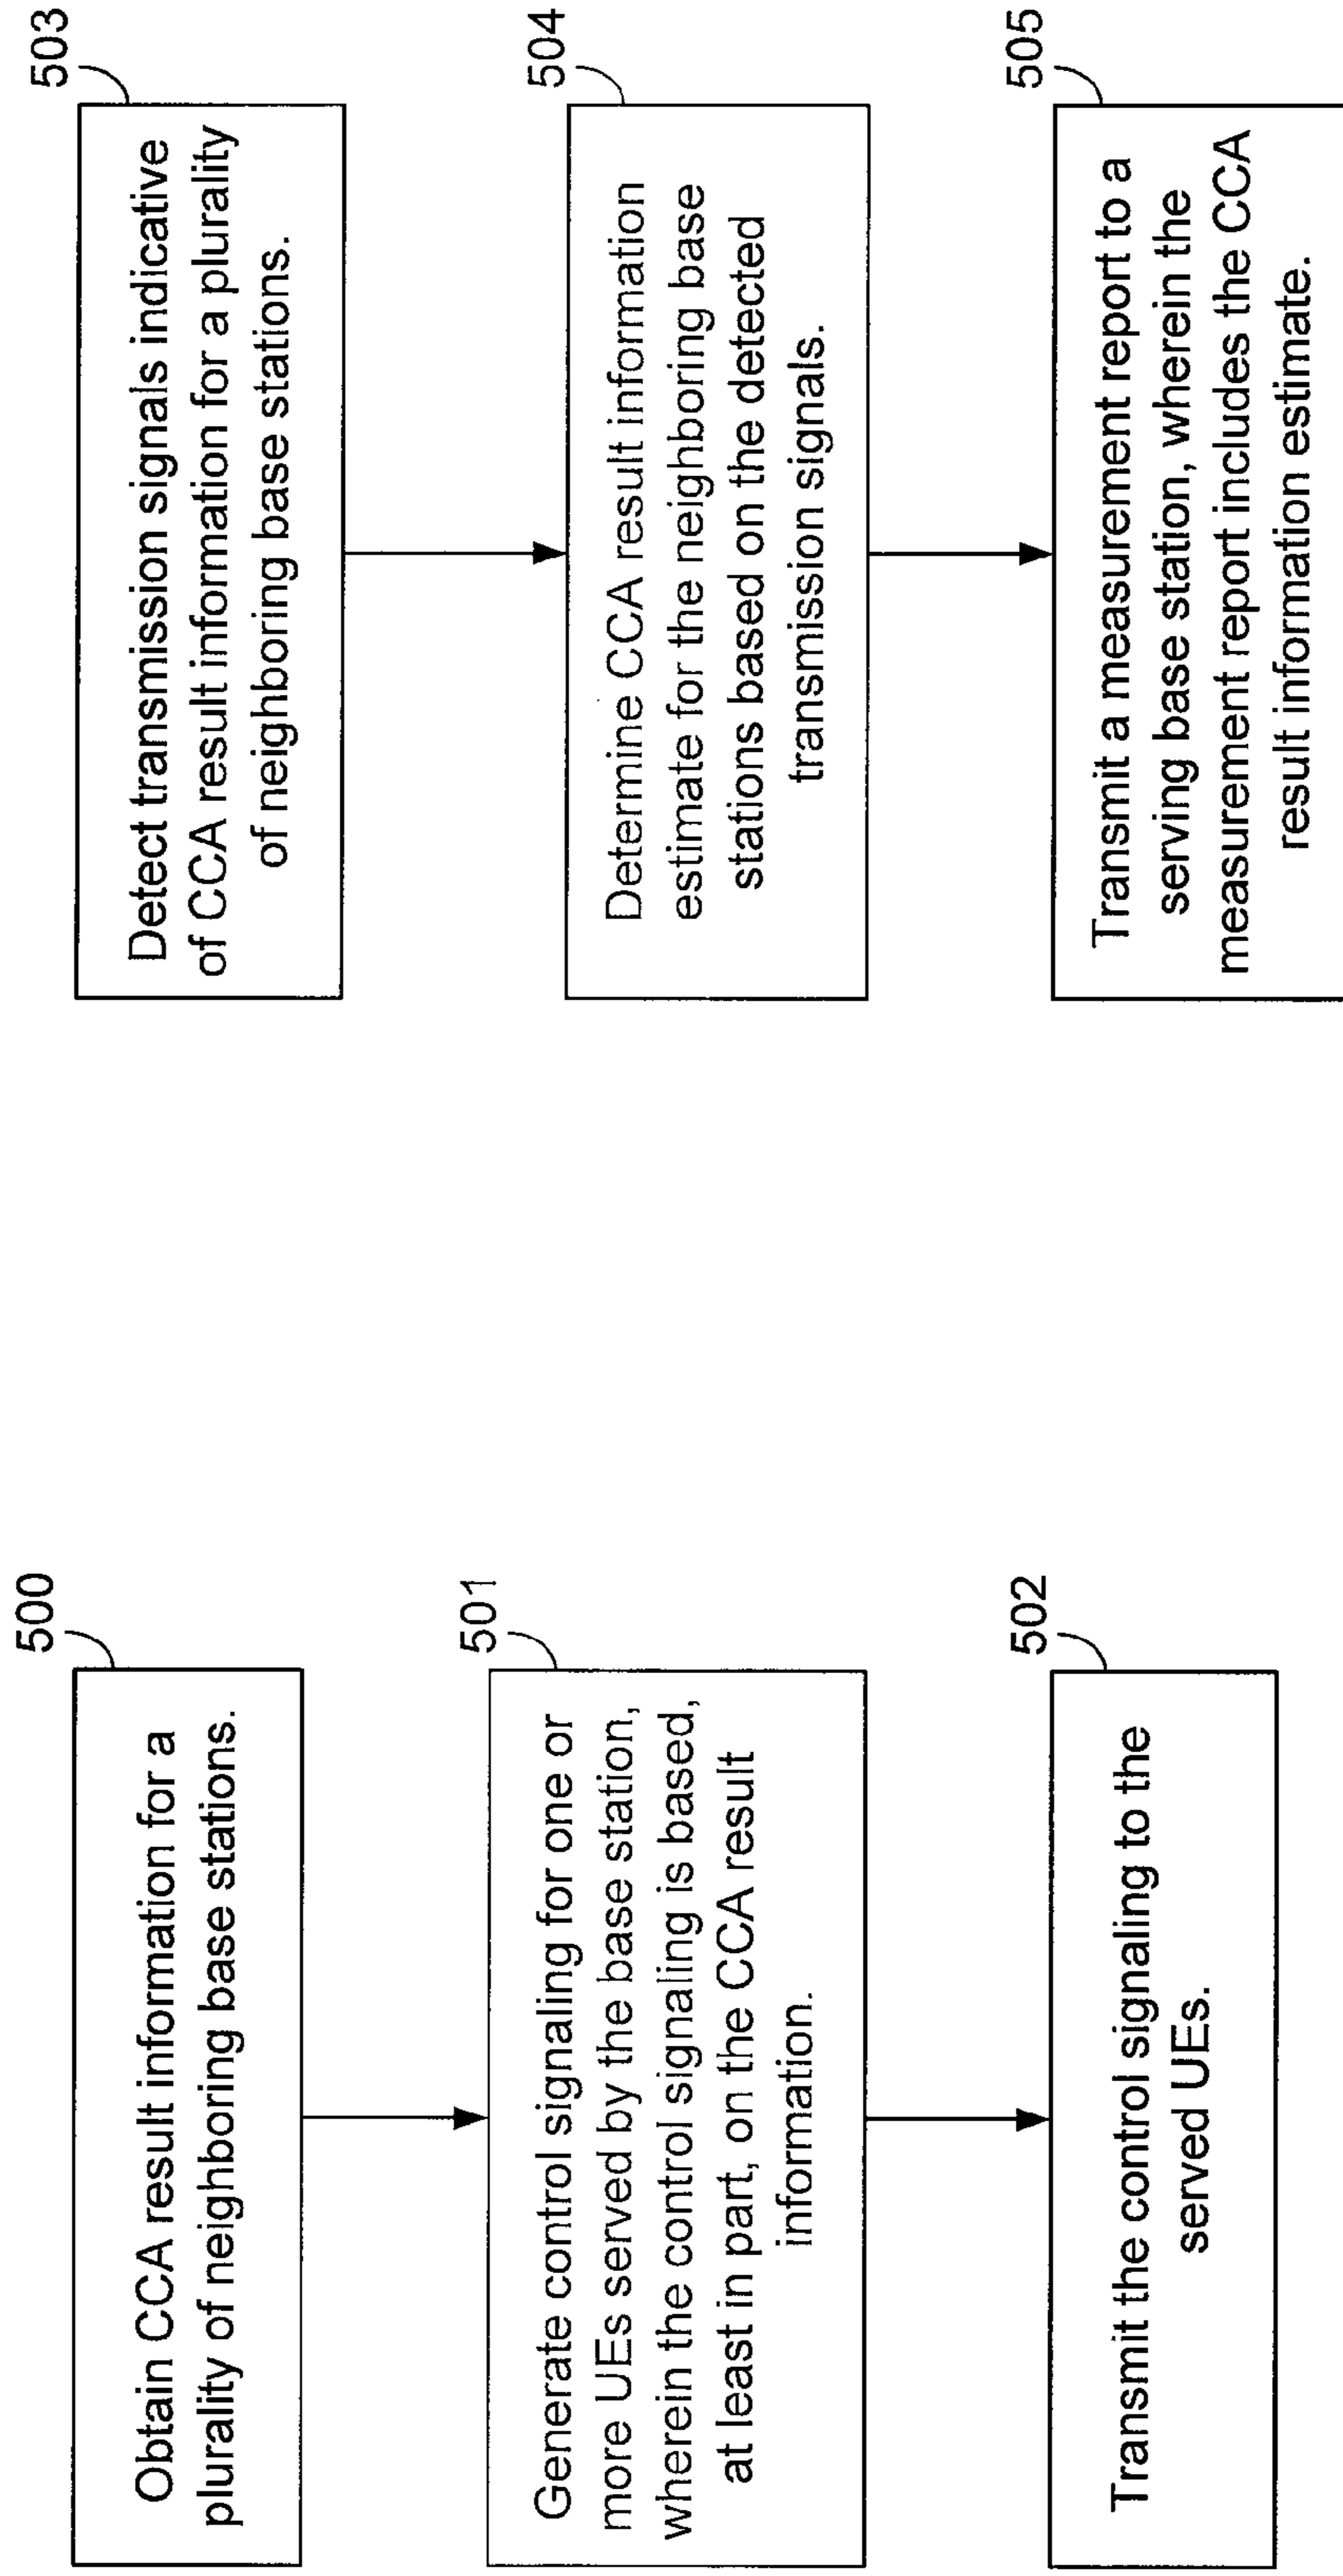 500
Obtain CCA result information for a
plurality of neighboring base stations.
501
Generate control signaling for one or
more UEs served by the base station,
wherein the control signaling is based,
at least in part, on the CCA result
information.
502
Transmit the control signaling to the
served UEs.
503
Detect transmission signals indicative
of CCA result information for a plurality
of neighboring base stations.
504
Determine CCA result information
estimate for the neighboring base
stations based on the detected
transmission signals.
505
Transmit a measurement report to a
serving base station, wherein the
measurement report includes the CCA
result information estimate.